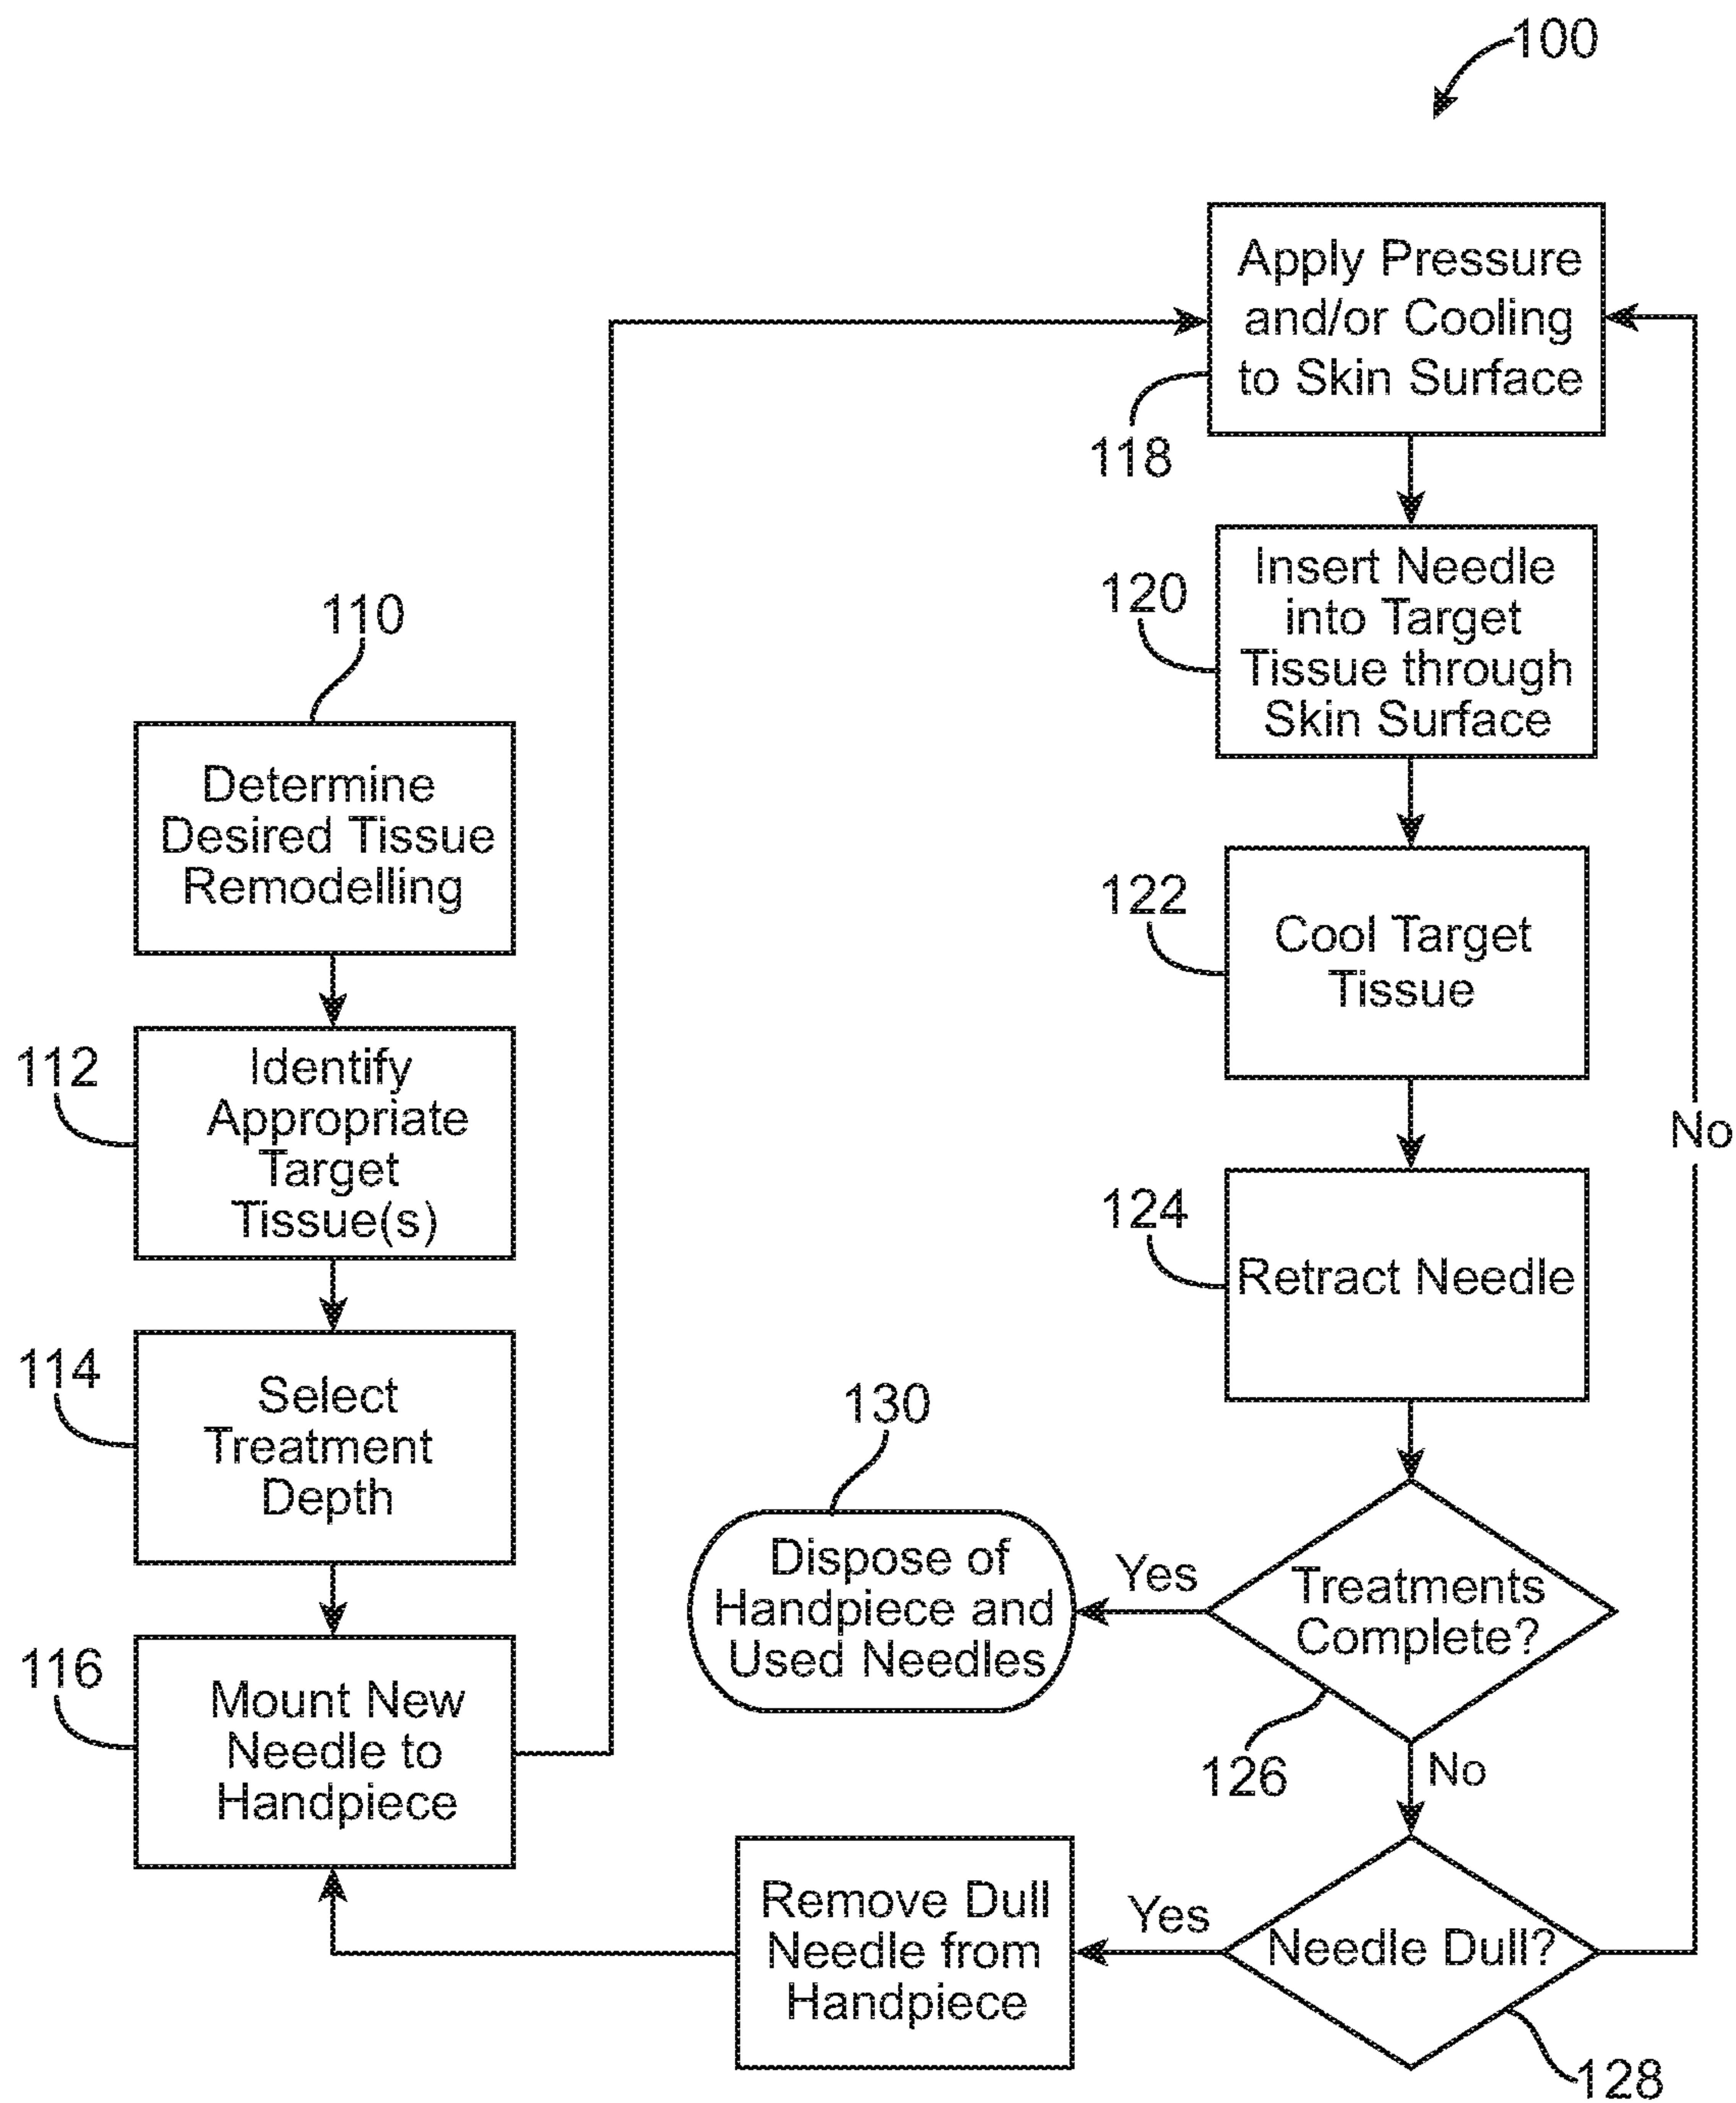 100
110
Determine
Desired Tissue
Remodelling
112
Identify
Appropriate
Target
Tissue(s)
114
Select
Treatment
Depth
116
Mount New
Needle to
Handpiece
Apply Pressure
and/or Cooling
to Skin Surface
118
120
Insert Needle
into Target
Tissue through
Skin Surface
122
Cool Target
Tissue
124
Retract Needle
Treatments
Complete?
126
Yes
130
Dispose of
Handpiece and
Used Needles
No
Needle Dull?
128
Yes
Remove Dull
Needle from
Handpiece
No